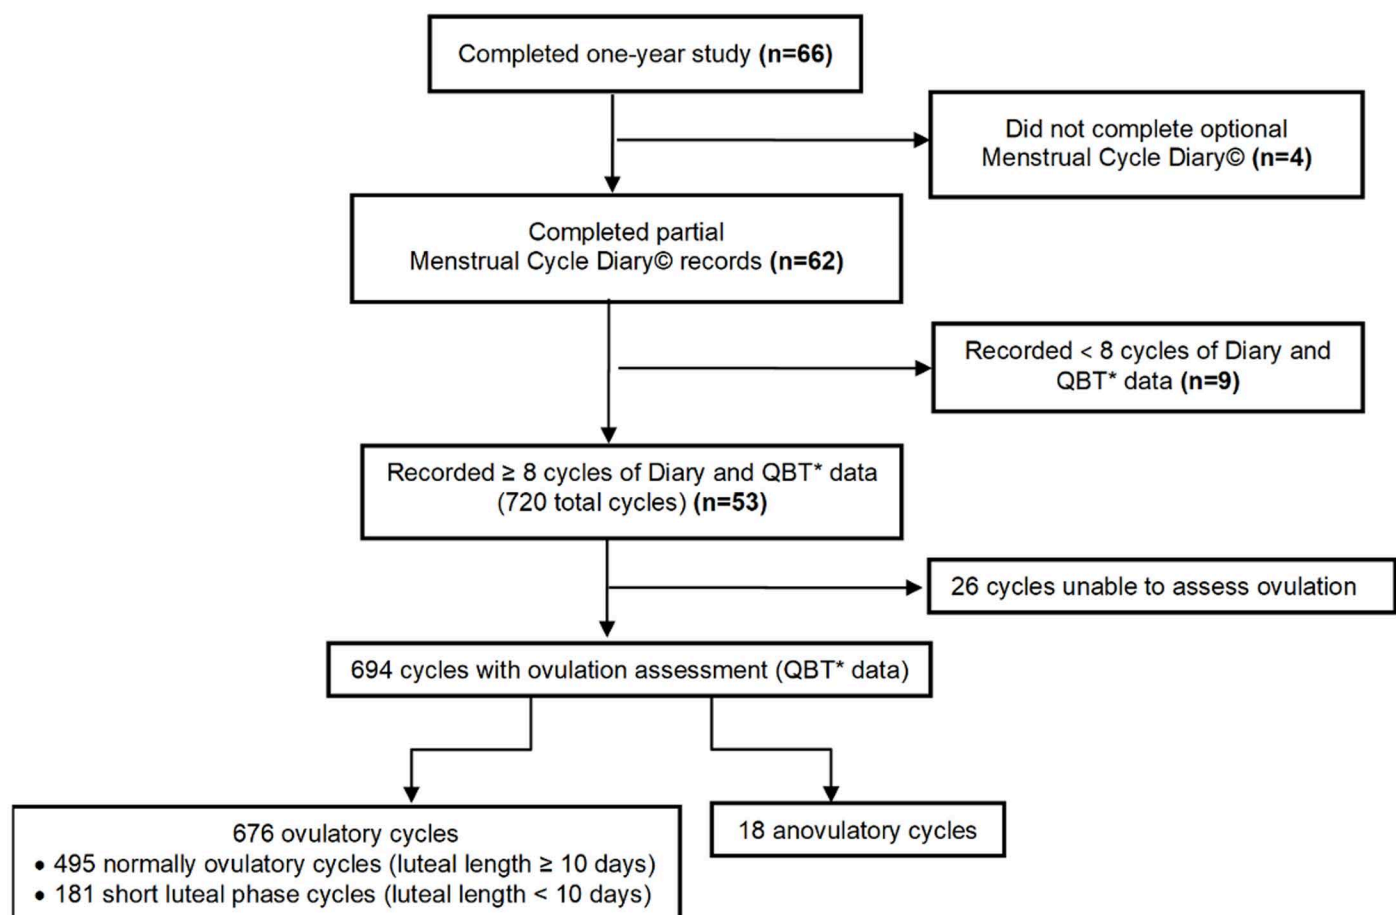 Completed one-year study (n=66)
Did not complete optional
Menstrual Cycle Diary© (n=4)
Completed partial
Menstrual Cycle Diary© records (n=62)
Recorded < 8 cycles of Diary and
QBT* data (n=9)
Recorded ≥ 8 cycles of Diary and QBT* data
(720 total cycles) (n=53)
26 cycles unable to assess ovulation
694 cycles with ovulation assessment (QBT* data)
676 ovulatory cycles
• 495 normally ovulatory cycles (luteal length ≥ 10 days)
• 181 short luteal phase cycles (luteal length < 10 days)
18 anovulatory cycles